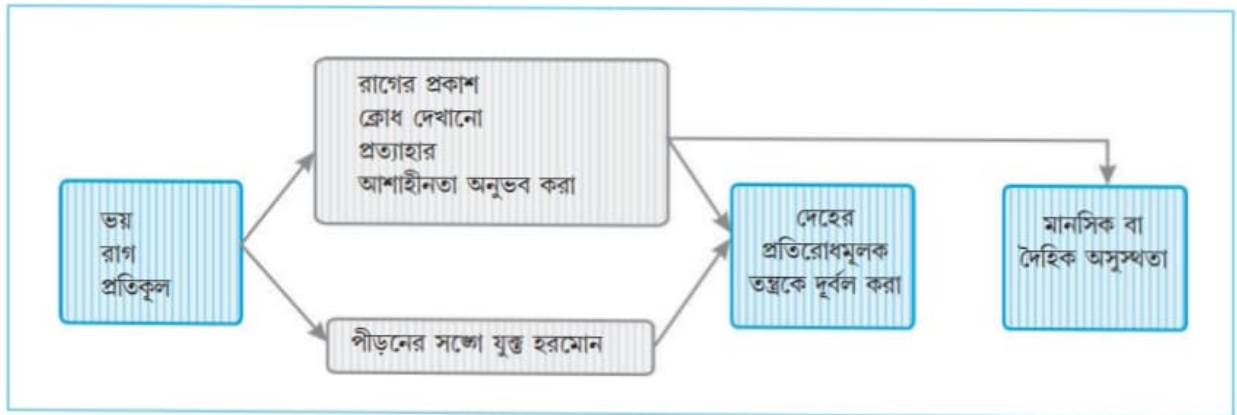 ভয়
রাগ
প্রতিকূল
রাগের প্রকাশ
ক্রোধ দেখানো
প্রত্যাহার
আশাহীনতা অনুভব করা
পীড়নের সঙ্গে যুক্ত হরমোন
দেহের
প্রতিরোধমূলক
তন্ত্রকে দুর্বল করা
মানসিক বা
দৈহিক অসুস্থতা